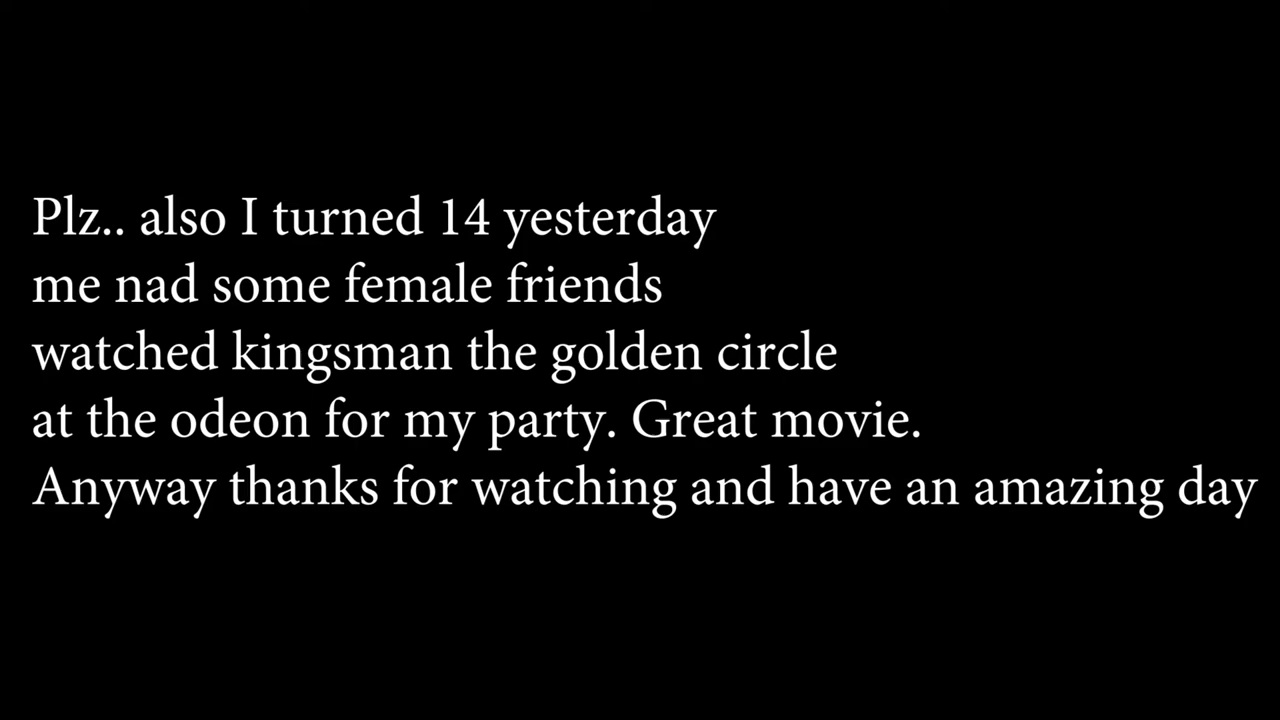 Plz.. also I turned 14 yesterday
me nad some female friends
watched kingsman the golden circle
at the odeon for my party. Great movie.
Anyway thanks for watching and have an amazing day